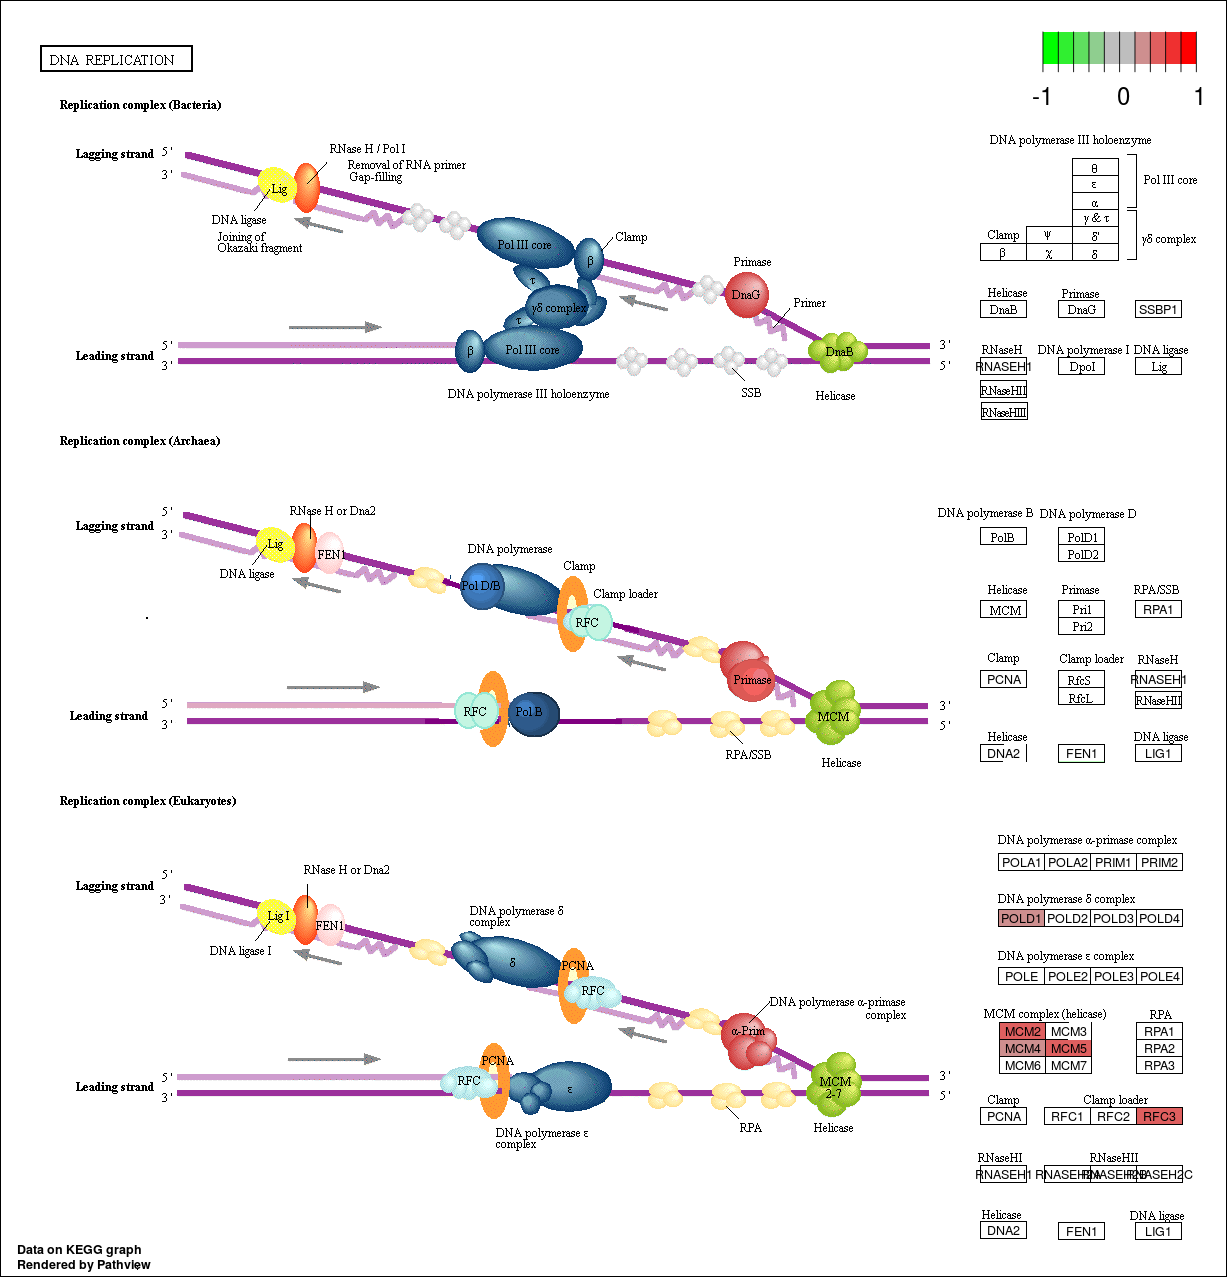 DNA REPLICATION
-1 0 1
Replication complex (Bacteria)
Lagging strand 5'
3'
RNase H / Pol I
Removal of RNA primer
Gap-filling
Lig
DNA ligase
Joining of
Okazaki fragment
Pol III core
Clamp
β
τ
γδ complex
τ
Primase
DnaG
Primer
Leading strand 5'
3'
β
Pol III core
DnaB
3'
5'
SSB
DNA polymerase III holoenzyme
Helicase
DNA polymerase III holoenzyme
θ
ε
α
Pol III core
γ & τ
Clamp ψ δ'
β χ δ
γδ complex
Helicase Primase
DnaB DnaG SSBP1
RNaseH DNA polymerase I DNA ligase
RNASEH1 DpoI Lig
RNaseHII
RNaseHIII
Replication complex (Archaea)
Lagging strand 5'
3'
RNase H or Dna2
Lig
FEN1
DNA ligase
DNA polymerase
Pol D/B
Clamp
Clamp loader
RFC
Primase
Leading strand
5'
3'
RFC
Pol B
MCM
3'
5'
RPA/SSB
Helicase
DNA polymerase B DNA polymerase D
PolB PolD1
PolD2
Helicase Primase RPA/SSB
MCM Pri1 RPA1
Pri2
Clamp Clamp loader RNaseH
PCNA RfcS RNASEH1
RfcL RNaseHII
Helicase DNA ligase
DNA2 FEN1 LIG1
Replication complex (Eukaryotes)
Lagging strand 5'
3'
RNase H or Dna2
Lig I
FEN1
DNA ligase I
DNA polymerase δ
complex
δ
PCNA
RFC
DNA polymerase α-primase
complex
α-Prim
Leading strand 5'
3'
PCNA
RFC
ε
MCM
2-7
3'
5'
DNA polymerase ε
complex
RPA
Helicase
DNA polymerase α-primase complex
POLA1 POLA2 PRIM1 PRIM2
DNA polymerase δ complex
POLD1 POLD2 POLD3 POLD4
DNA polymerase ε complex
POLE POLE2 POLE3 POLE4
MCM complex (helicase) RPA
MCM2 MCM3 RPA1
MCM4 MCM5 RPA2
MCM6 MCM7 RPA3
Clamp Clamp loader
PCNA RFC1 RFC2 RFC3
RNaseHI RNaseHII
RNASEH1 RNASEH2A RNASEH2B RNASEH2C
Helicase DNA ligase
DNA2 FEN1 LIG1
Data on KEGG graph
Rendered by Pathview